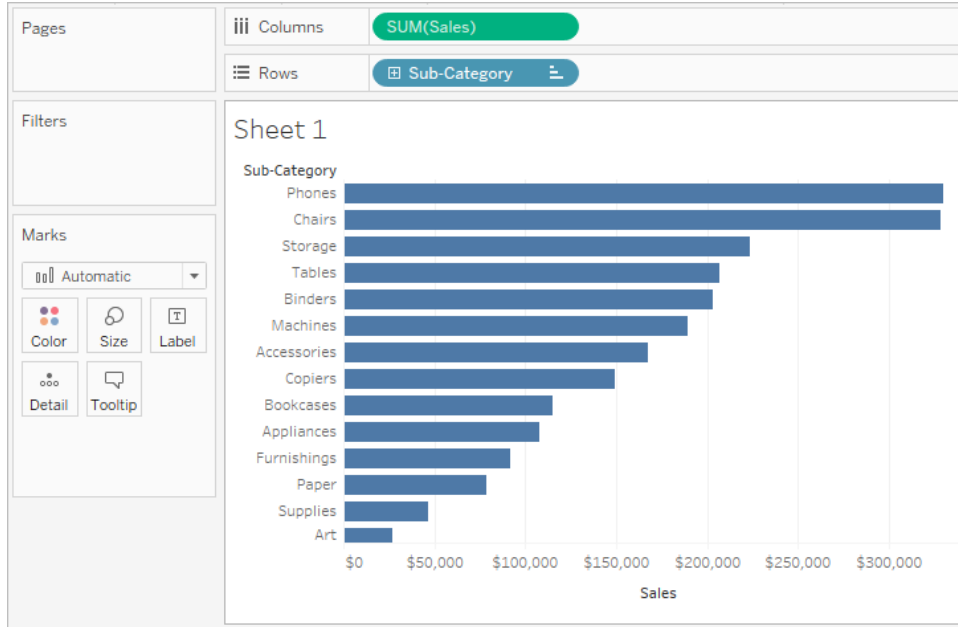 Pages
Columns
SUM(Sales)
Rows
Sub-Category
Filters
Sheet 1
Sub-Category
Phones
Chairs
Storage
Tables
Binders
Machines
Accessories
Copiers
Bookcases
Appliances
Furnishings
Paper
Supplies
Art
$0 $50,000 $100,000 $150,000 $200,000 $250,000 $300,000
Sales
Marks
Automatic
Color Size T Label
Detail Tooltip